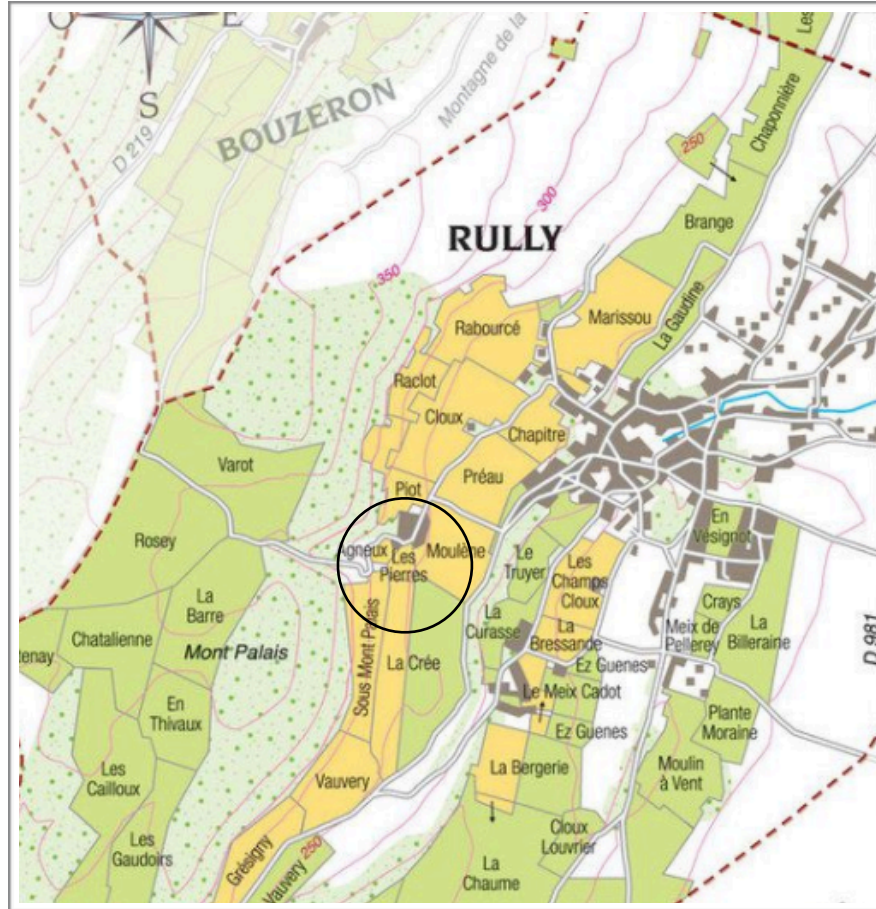 O
E
S
Les
D 219
BOUZERON
Montagne de la
Chaponnière
250
300
RULLY
Brange
350
La Gaudine
Marissou
Rabourcé
Raclot
Cloux
Chapitre
Varot
Préau
Piot
En
Vésignot
Rosey
Agneux
Les
Pierres
Moulène
Le
Truyer
Les
Champs
Cloux
La
Barre
Crays
La
Billeraine
Chatalienne
tenay
Mont Palais
Sous Mont Palais
La Crée
La
Curasse
La
Bressande
Meix de
Pellerey
D 981
Ez Guenes
Le Meix Cadot
En
Thivaux
Ez Guenes
Plante
Moraine
Les
Cailloux
Vauvery
La Bergerie
Moulin
à Vent
Les
Gaudoirs
Grésigny
Vauvery
250
Cloux
Louvrier
La
Chaume